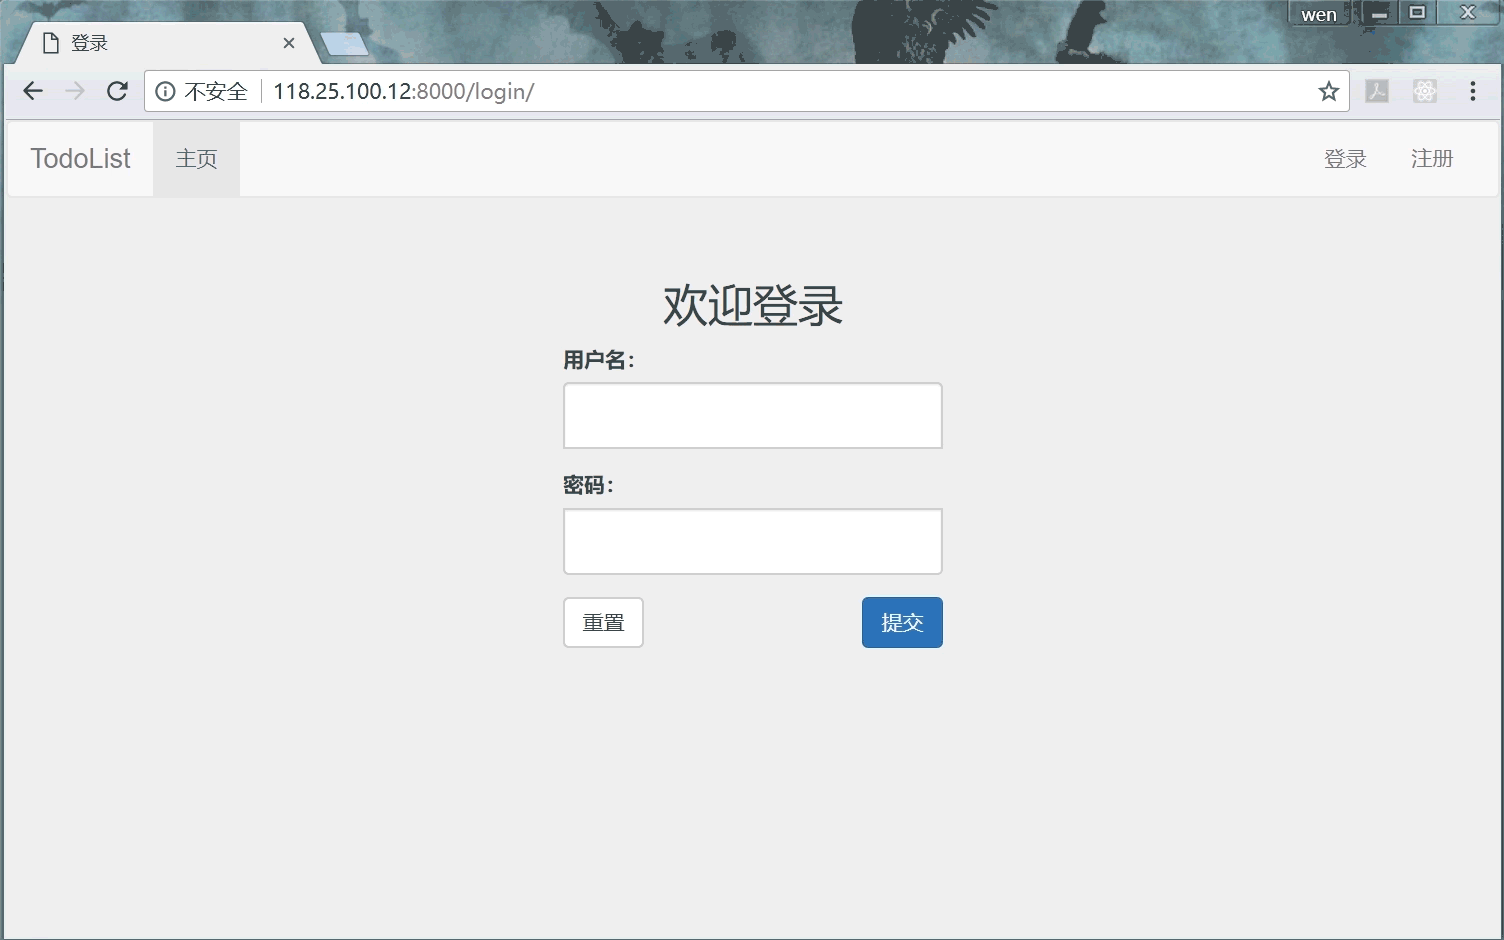 wen
登录
不安全 118.25.100.12:8000/login/
TodoList 主页 登录 注册
欢迎登录
用户名：
密码：
重置 提交